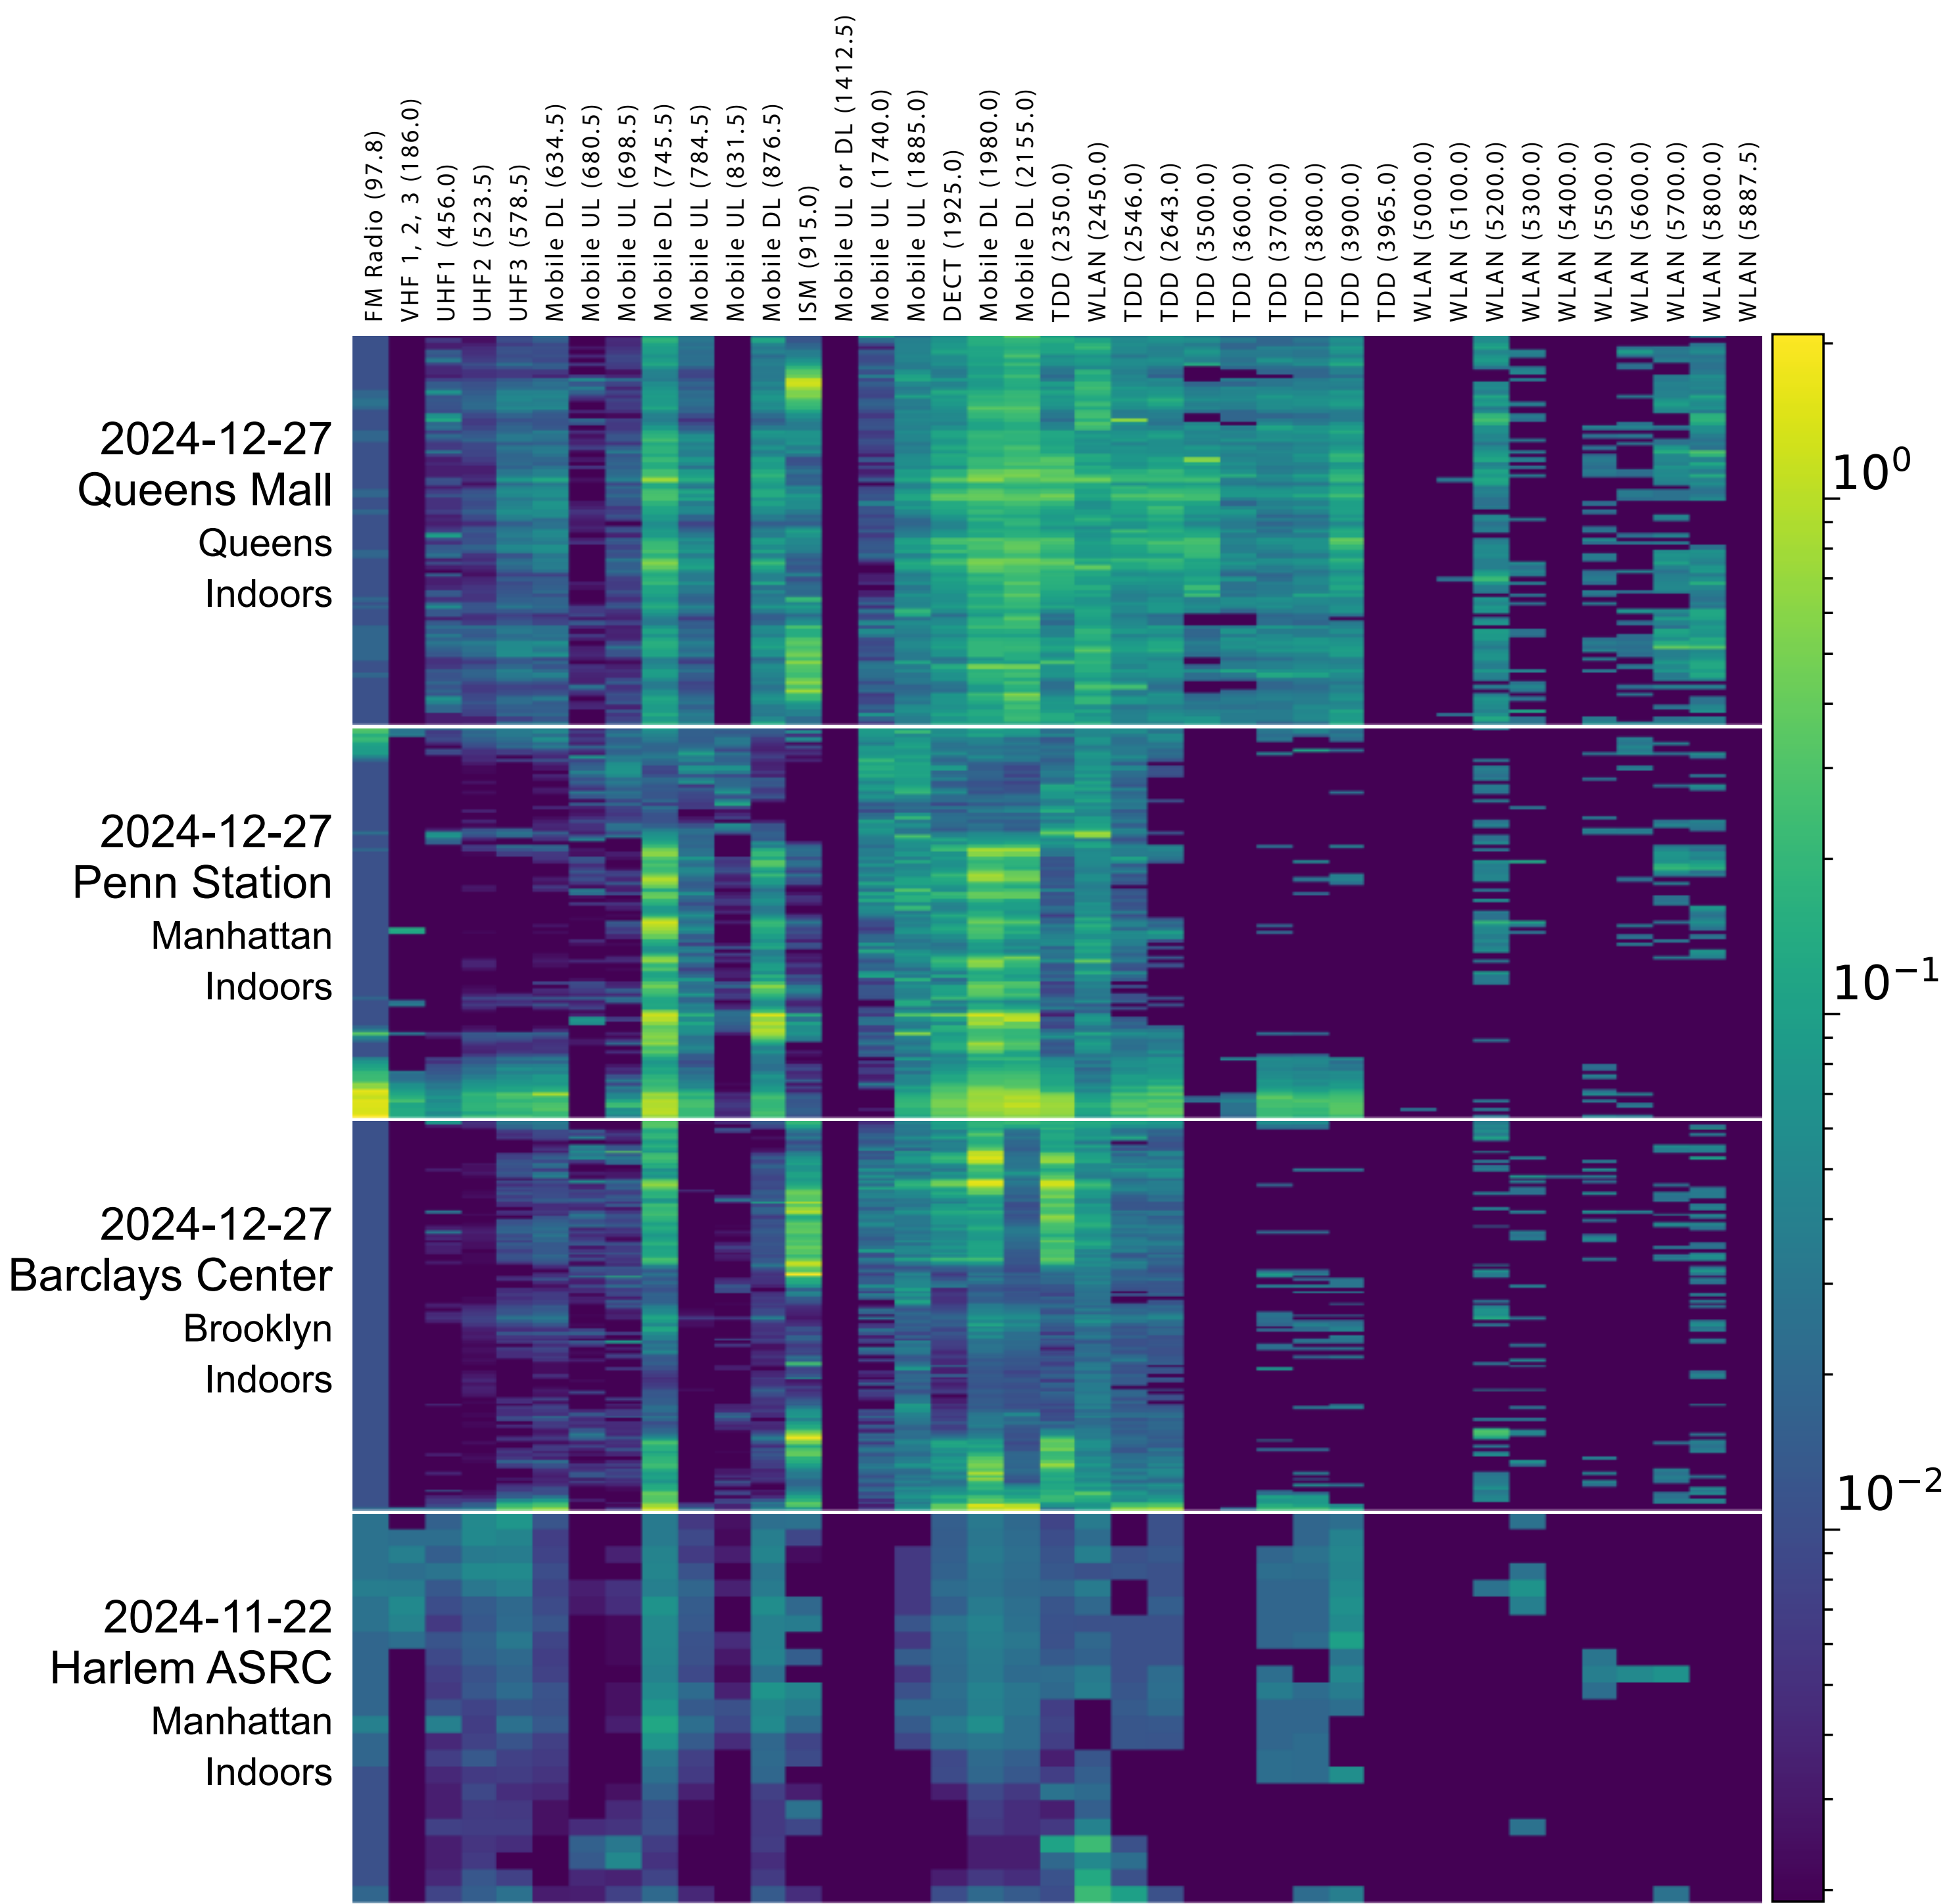 FM Radio (97.8)
VHF 1, 2, 3 (186.0)
UHF1 (456.0)
UHF2 (523.5)
UHF3 (578.5)
Mobile DL (634.5)
Mobile UL (680.5)
Mobile UL (698.5)
Mobile DL (745.5)
Mobile UL (784.5)
Mobile UL (831.5)
Mobile DL (876.5)
ISM (915.0)
Mobile UL or DL (1412.5)
Mobile UL (1740.0)
Mobile UL (1885.0)
DECT (1925.0)
Mobile DL (1980.0)
Mobile DL (2155.0)
TDD (2350.0)
WLAN (2450.0)
TDD (2546.0)
TDD (2643.0)
TDD (3500.0)
TDD (3600.0)
TDD (3700.0)
TDD (3800.0)
TDD (3900.0)
TDD (3965.0)
WLAN (5000.0)
WLAN (5100.0)
WLAN (5200.0)
WLAN (5300.0)
WLAN (5400.0)
WLAN (5500.0)
WLAN (5600.0)
WLAN (5700.0)
WLAN (5800.0)
WLAN (5887.5)
2024-12-27
Queens Mall
Queens
Indoors
2024-12-27
Penn Station
Manhattan
Indoors
2024-12-27
Barclays Center
Brooklyn
Indoors
2024-11-22
Harlem ASRC
Manhattan
Indoors
10⁰
10⁻¹
10⁻²